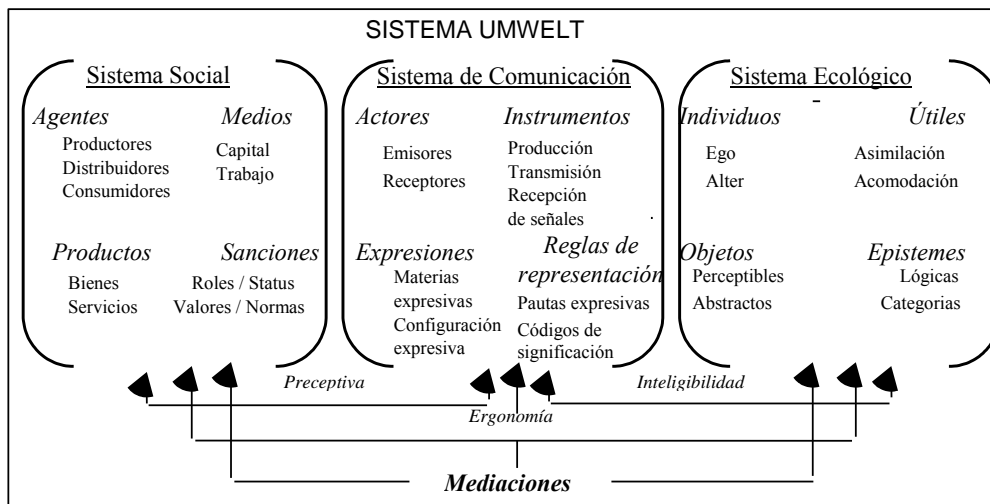 SISTEMA UMWELT
Sistema Social
Agentes
Productores
Distribuidores
Consumidores
Medios
Capital
Trabajo
Productos
Bienes
Servicios
Sanciones
Roles / Status
Valores / Normas
Sistema de Comunicación
Actores
Emisores
Receptores
Instrumentos
Producción
Transmisión
Recepción
de señales
Expresiones
Materias
expresivas
Configuración
expresiva
Reglas de
representación
Pautas expresivas
Códigos de
significación
Sistema Ecológico
Individuos
Ego
Alter
Útiles
Asimilación
Acomodación
Objetos
Perceptibles
Abstractos
Epistemes
Lógicas
Categorias
Preceptiva
Inteligibilidad
Ergonomía
Mediaciones